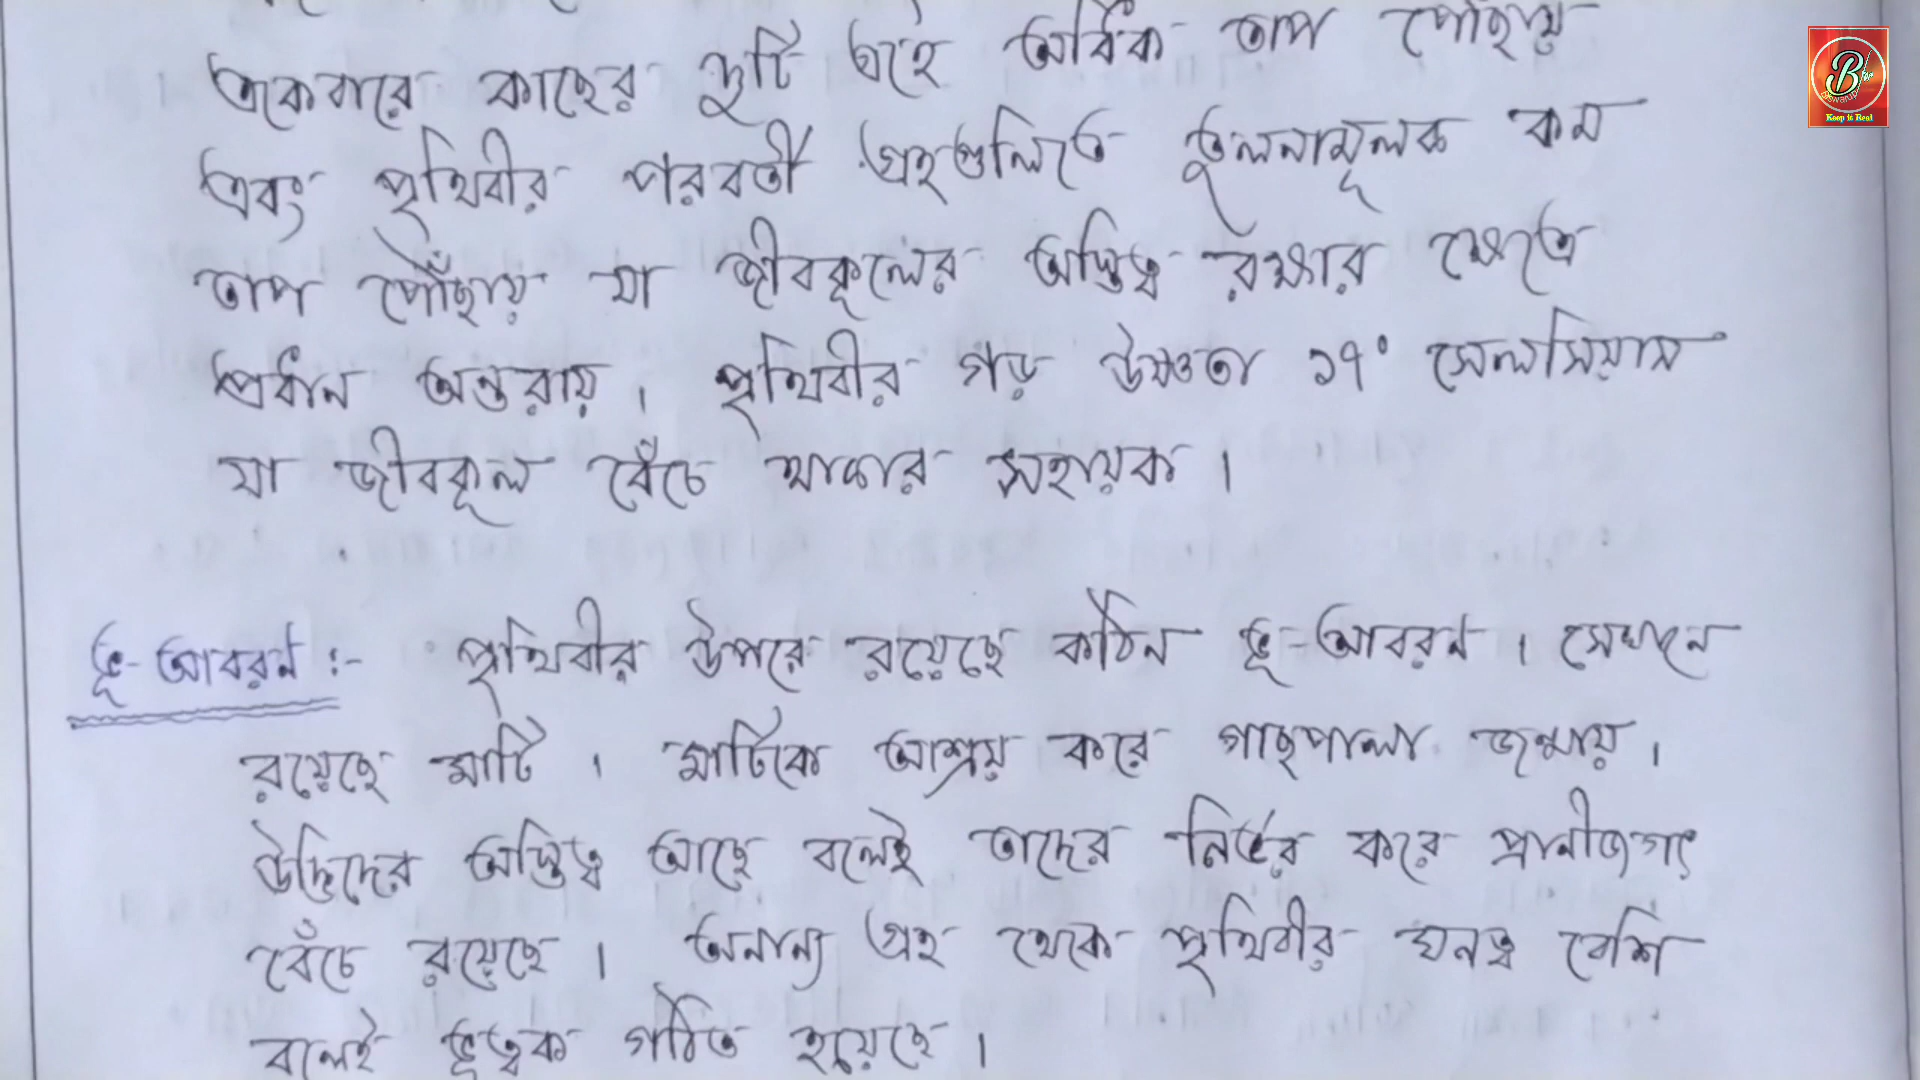 একেবারে কাছের দুটি গ্রহে অধিক তাপ পৌঁছায়
এবং পৃথিবীর পরবর্তী গ্রহগুলিতে তুলনামূলক কম
তাপ পৌঁছায় যা জীবকূলের অস্তিত্ব রক্ষার ক্ষেত্রে
প্রধান অন্তরায়। পৃথিবীর গড় উষ্ণতা ১৭° সেলসিয়াস
যা জীবকূল বেঁচে থাকার সহায়ক।
ভূ-আবরণ :- পৃথিবীর উপরে রয়েছে কঠিন ভূ-আবরণ। সেখানে
রয়েছে মাটি। মাটিকে আশ্রয় করে গাছপালা জন্মায়।
উদ্ভিদের অস্তিত্ব আছে বলেই তাদের নির্ভর করে প্রানীজগৎ
বেঁচে রয়েছে। অনান্য গ্রহ থেকে পৃথিবীর ঘনত্ব বেশি
বলেই ভূত্বক গঠিত হয়েছে।
B
Biswarup
Keep it Real